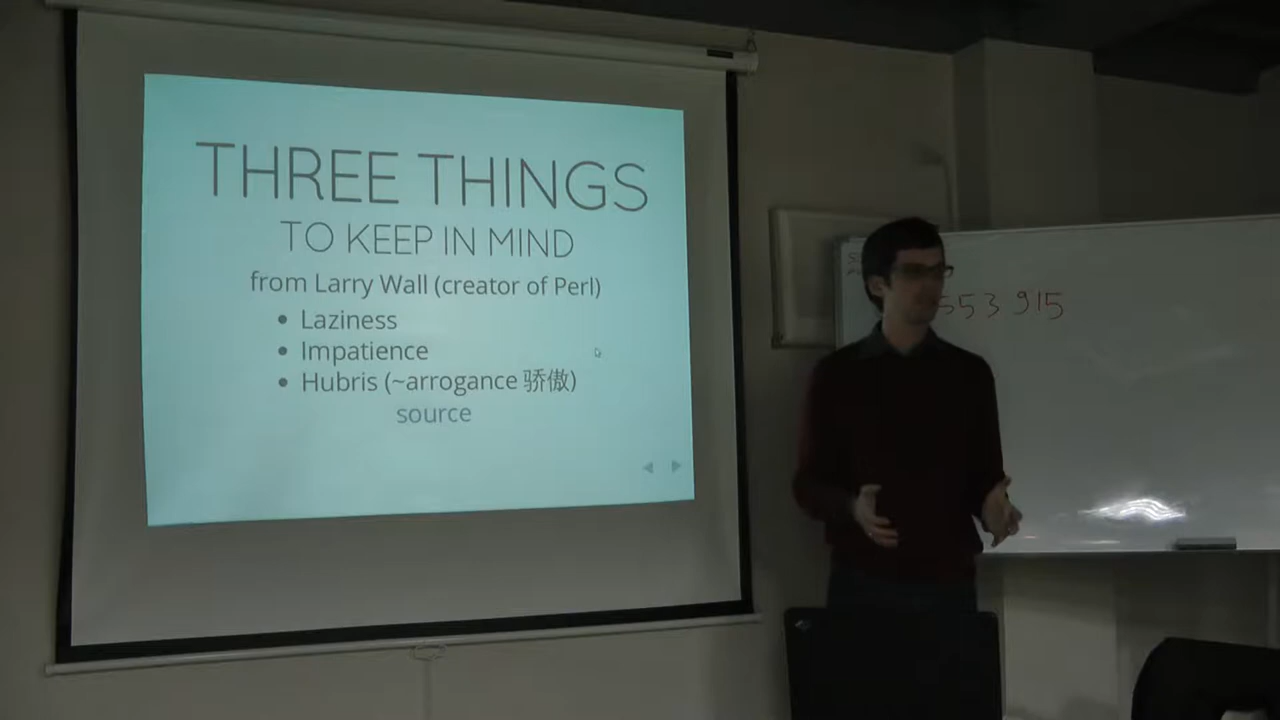 THREE THINGS
TO KEEP IN MIND
from Larry Wall (creator of Perl)
Laziness
Impatience
Hubris (~arrogance 骄傲)
source
553 915